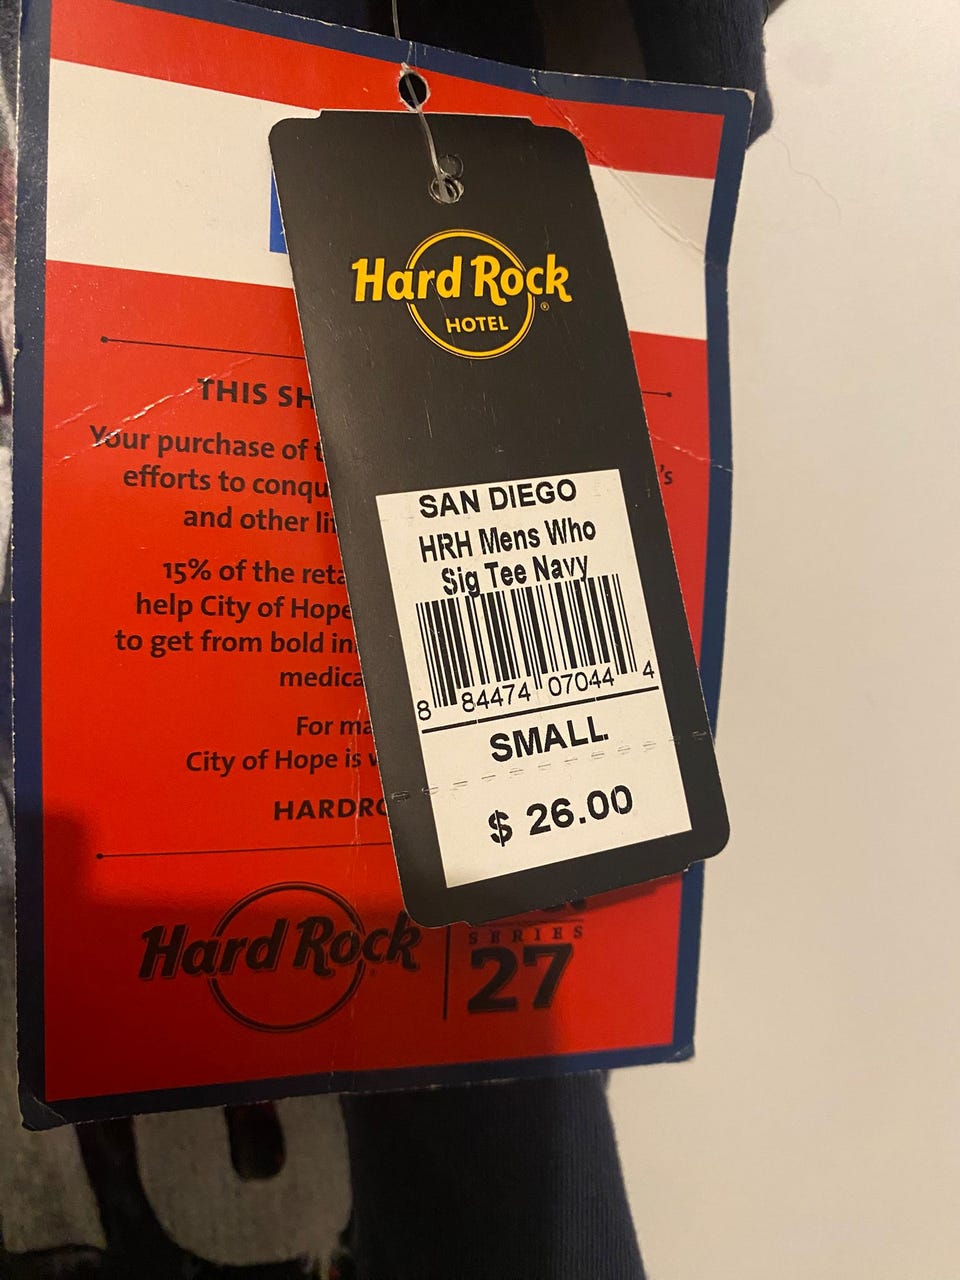 Hard Rock
HOTEL
®
SAN DIEGO
HRH Mens Who
Sig Tee Navy
8 84474 07044 4
SMALL
$ 26.00
THIS SH
Your purchase of t
's
efforts to conqu
and other li
15% of the reta
help City of Hope
to get from bold in
medica
For ma
City of Hope is
HARDRO
Hard Rock
SERIES
27